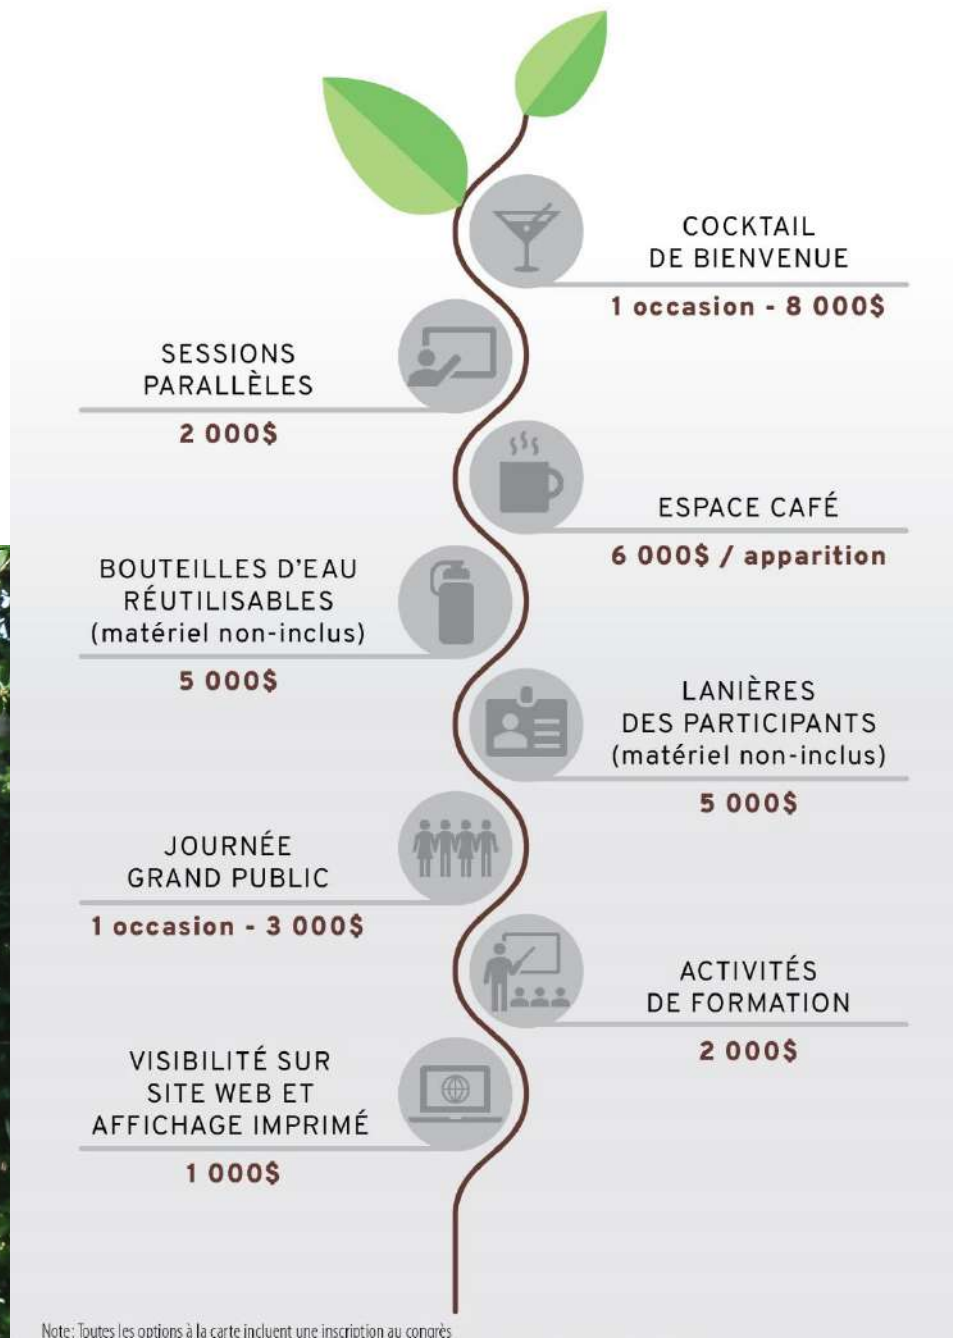 COCKTAIL
DE BIENVENUE
1 occasion - 8 000$
SESSIONS
PARALLÈLES
2 000$
ESPACE CAFÉ
6 000$ / apparition
BOUTEILLES D'EAU
RÉUTILISABLES
(matériel non-inclus)
5 000$
LANIÈRES
DES PARTICIPANTS
(matériel non-inclus)
5 000$
JOURNÉE
GRAND PUBLIC
1 occasion - 3 000$
ACTIVITÉS
DE FORMATION
2 000$
VISIBILITÉ SUR
SITE WEB ET
AFFICHAGE IMPRIMÉ
1 000$
Note: Toutes les options à la carte incluent une inscription au congrès